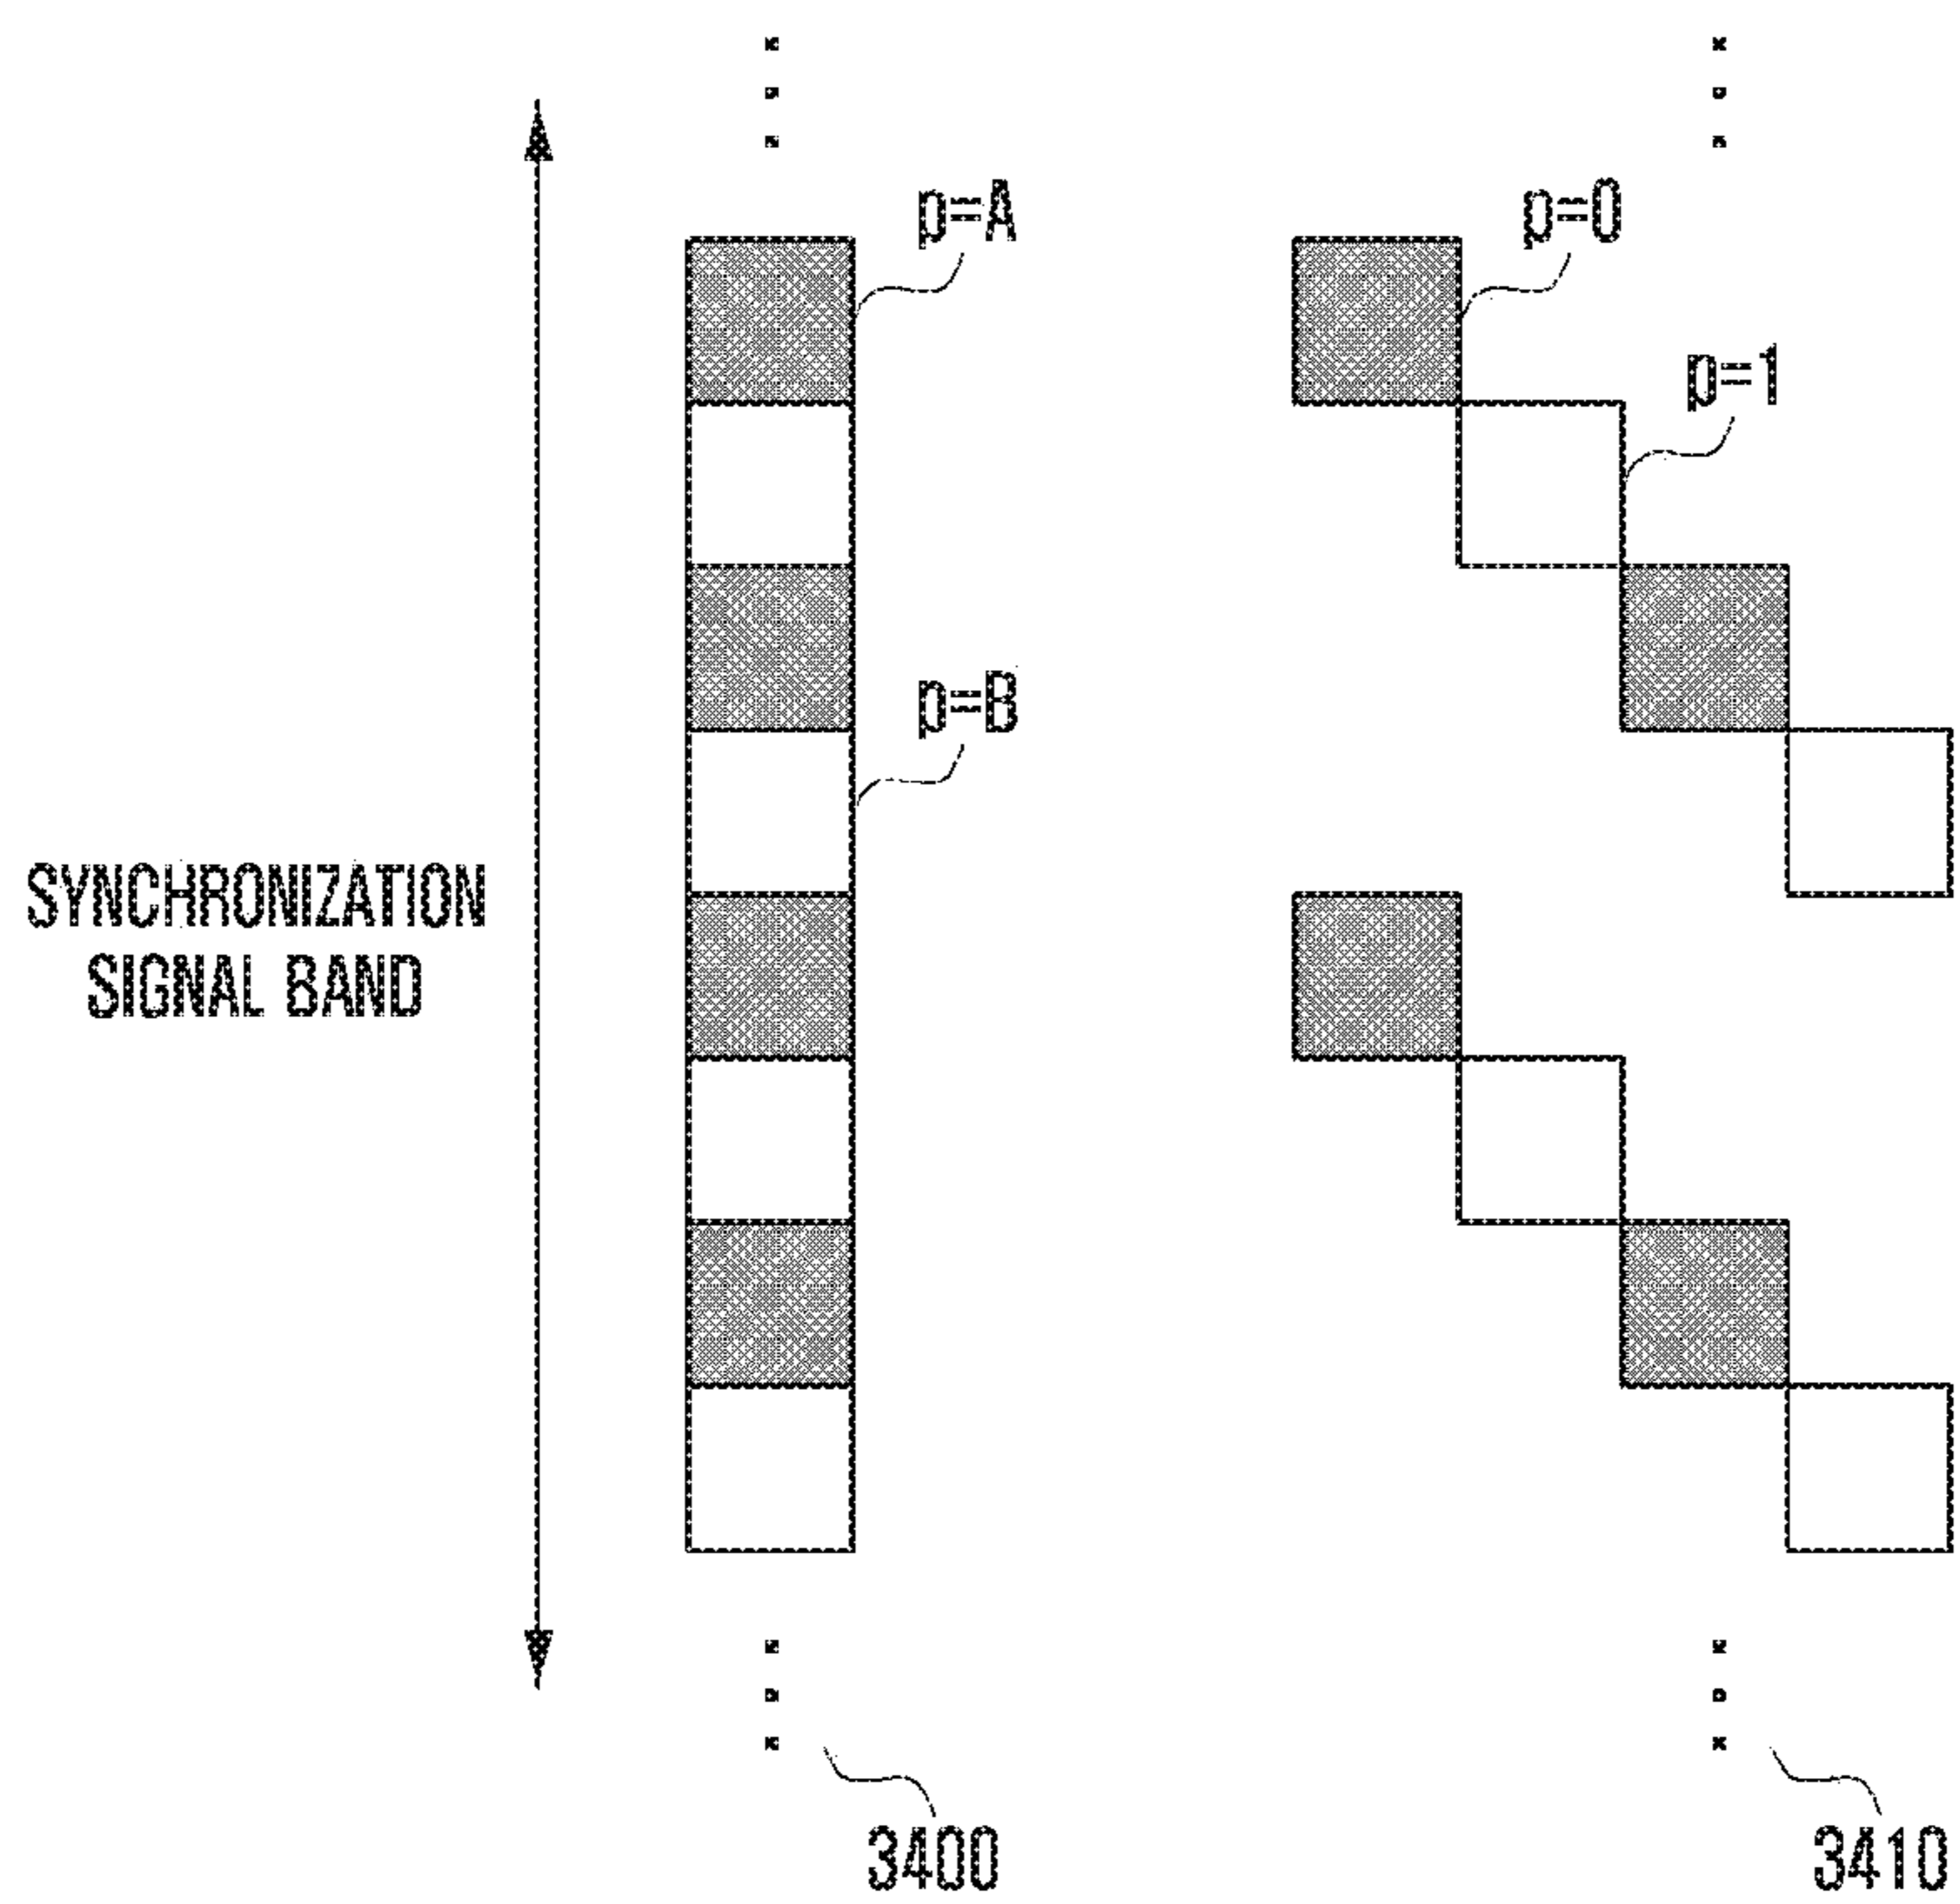 p=A
p=0
p=1
p=B
SYNCHRONIZATION
SIGNAL BAND
3400
3410